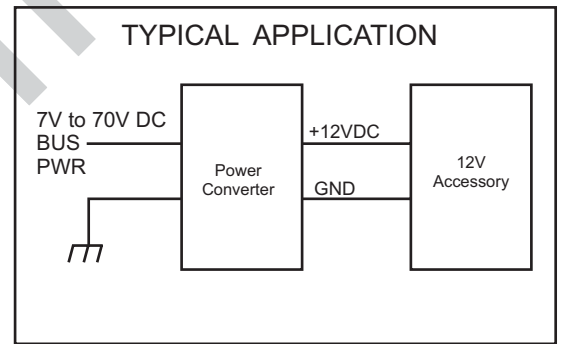 TYPICAL APPLICATION
7V to 70V DC
BUS
PWR
Power
Converter
+12VDC
GND
12V
Accessory